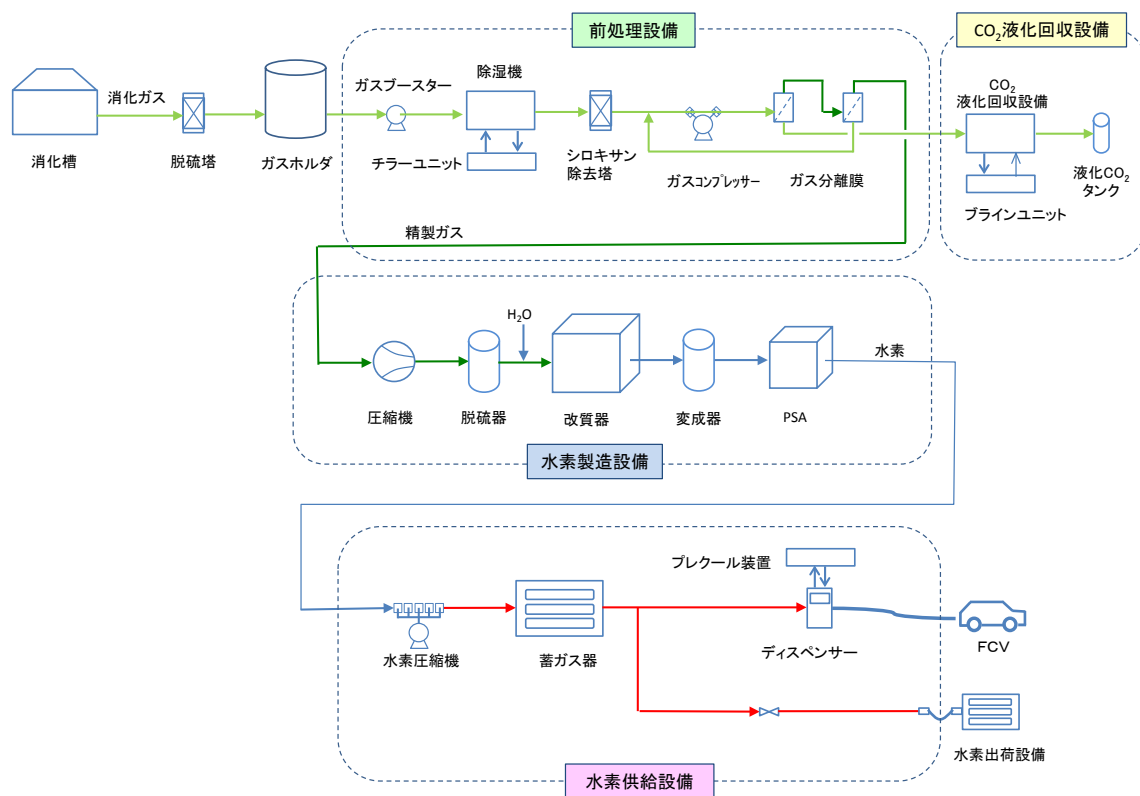 前処理設備
CO2液化回収設備
消化ガス
ガスブースター
除湿機
CO2
液化回収設備
消化槽
脱硫塔
ガスホルダ
チラーユニット
シロキサン
除去塔
ガスコンプレッサー
ガス分離膜
液化CO2
タンク
ブラインユニット
精製ガス
H2O
水素
圧縮機
脱硫器
改質器
変成器
PSA
水素製造設備
プレクール装置
水素圧縮機
蓄ガス器
ディスペンサー
FCV
水素出荷設備
水素供給設備